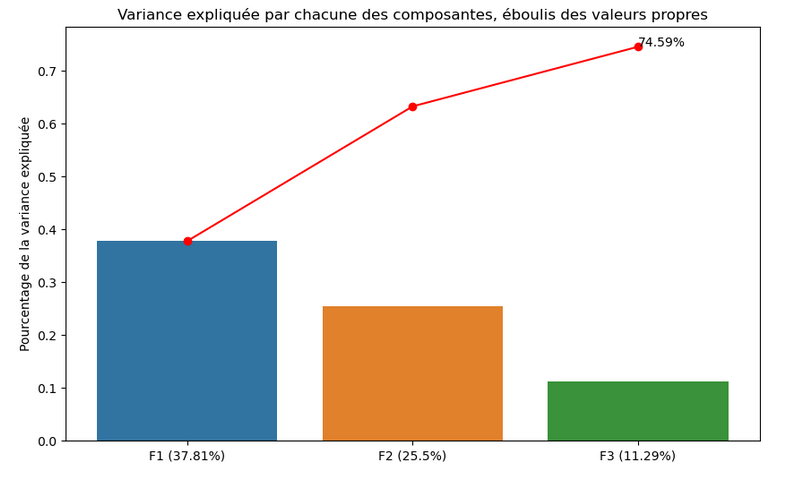 Variance expliquée par chacune des composantes, éboulis des valeurs propres
74.59%
Pourcentage de la variance expliquée
0.7
0.6
0.5
0.4
0.3
0.2
0.1
0.0
F1 (37.81%)
F2 (25.5%)
F3 (11.29%)